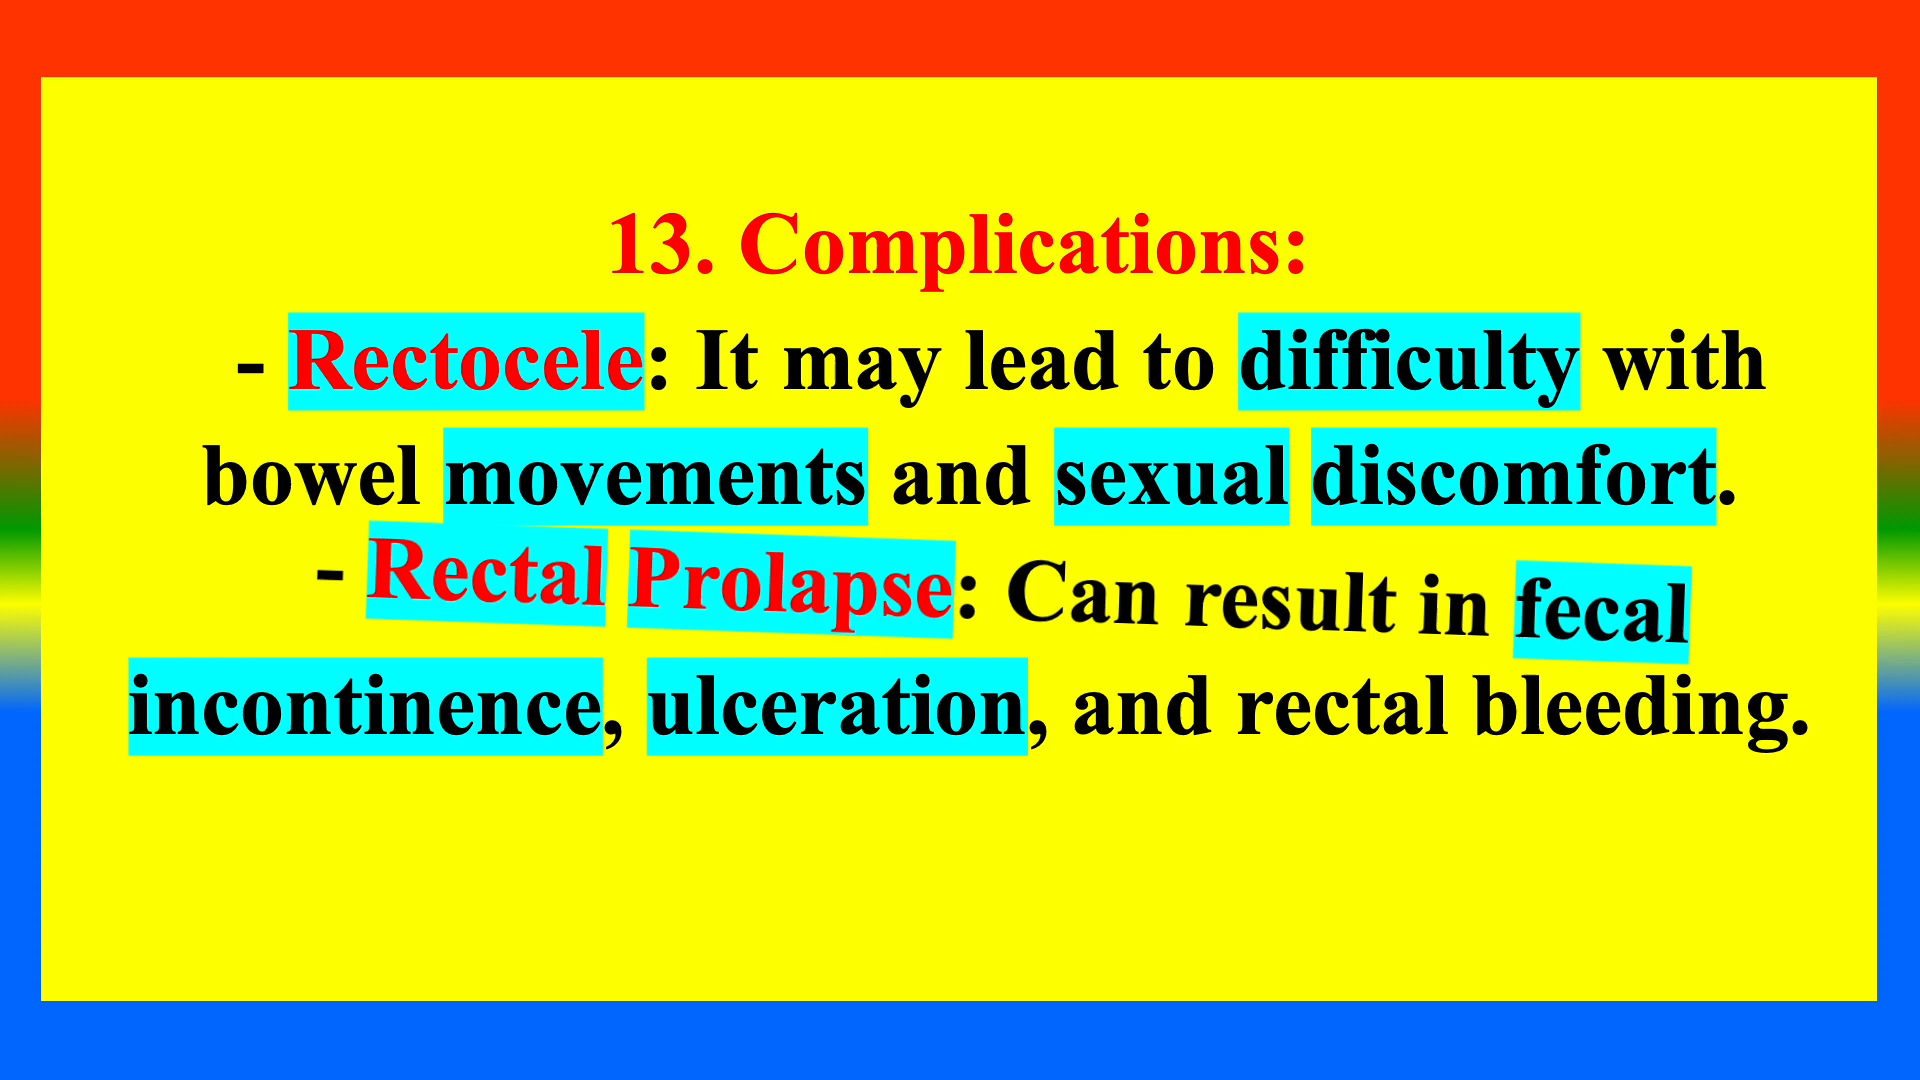 13. Complications:
- Rectocele: It may lead to difficulty with
bowel movements and sexual discomfort.
- Rectal Prolapse: Can result in fecal
incontinence, ulceration, and rectal bleeding.